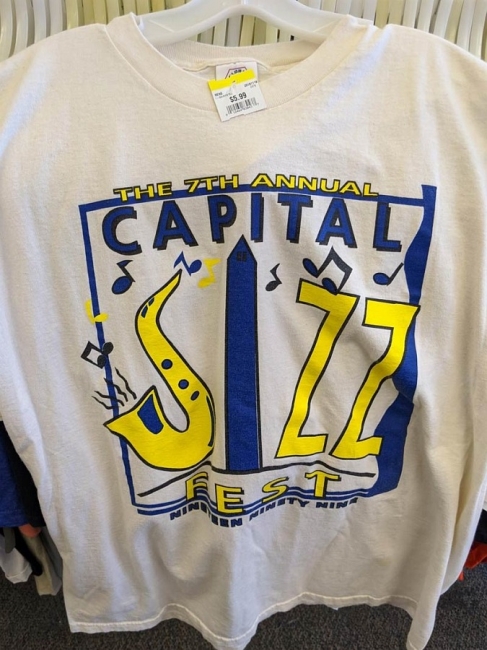 $5.99
THE 7TH ANNUAL
CAPITAL
JAZZ
FEST
NINETEEN NINETY NINE